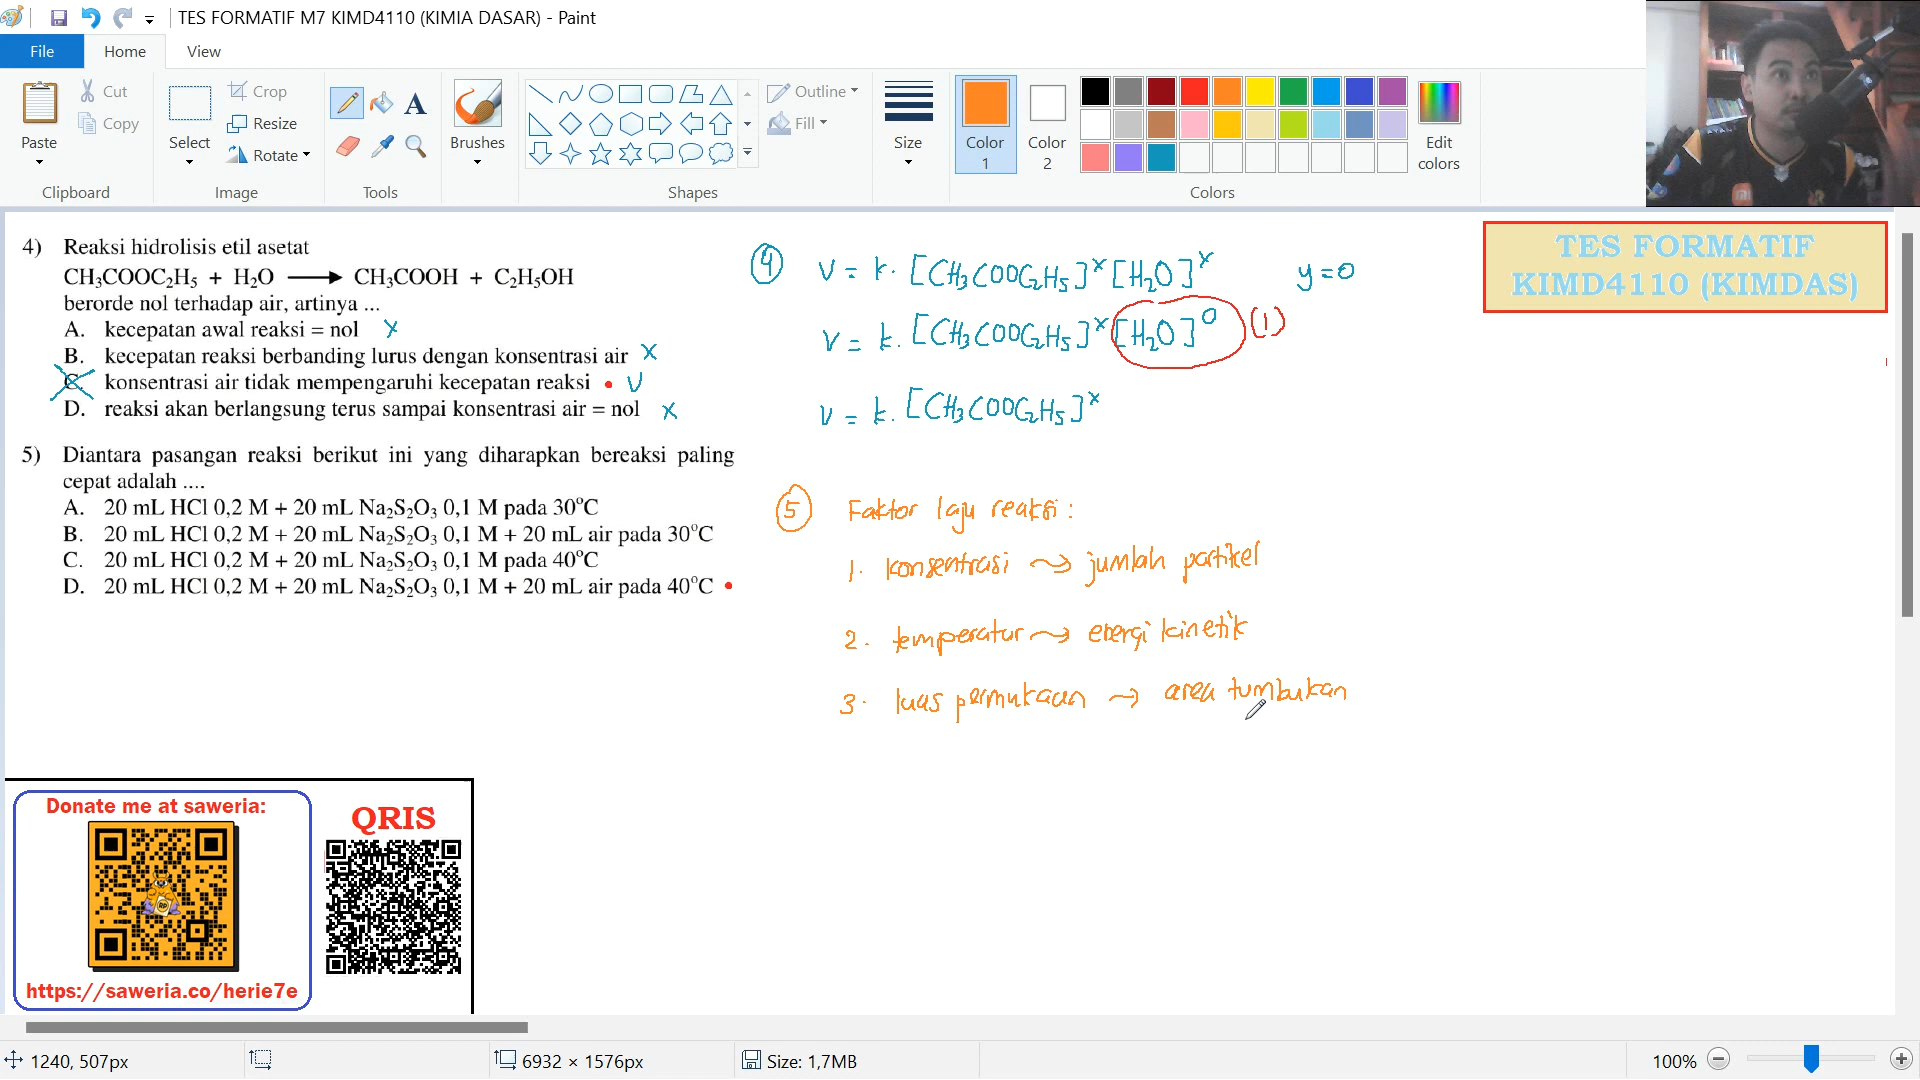 TES FORMATIF M7 KIMD4110 (KIMIA DASAR) - Paint
File
Home
View
Paste
Cut
Copy
Clipboard
Select
Crop
Resize
Rotate
Image
Tools
Brushes
Shapes
Outline
Fill
Size
Color 1
Color 2
Edit colors
Colors
TES FORMATIF
KIMD4110 (KIMDAS)
4) Reaksi hidrolisis etil asetat
CH₃COOC₂H₅ + H₂O ⟶ CH₃COOH + C₂H₅OH
berorde nol terhadap air, artinya ...
A. kecepatan awal reaksi = nol x
B. kecepatan reaksi berbanding lurus dengan konsentrasi air x
C. konsentrasi air tidak mempengaruhi kecepatan reaksi v
D. reaksi akan berlangsung terus sampai konsentrasi air = nol x
5) Diantara pasangan reaksi berikut ini yang diharapkan bereaksi paling
cepat adalah ....
A. 20 mL HCl 0,2 M + 20 mL Na₂S₂O₃ 0,1 M pada 30°C
B. 20 mL HCl 0,2 M + 20 mL Na₂S₂O₃ 0,1 M + 20 mL air pada 30°C
C. 20 mL HCl 0,2 M + 20 mL Na₂S₂O₃ 0,1 M pada 40°C
D. 20 mL HCl 0,2 M + 20 mL Na₂S₂O₃ 0,1 M + 20 mL air pada 40°C
4 v = k. [CH₃COOC₂H₅]ˣ [H₂O]ʸ y = 0
v = k. [CH₃COOC₂H₅]ˣ [H₂O]⁰ (1)
v = k. [CH₃COOC₂H₅]ˣ
5 Faktor laju reaksi :
1. konsentrasi → jumlah partikel
2. temperatur → energi kinetik
3. luas permukaan → area tumbukan
Donate me at saweria:
https://saweria.co/herie7e
QRIS
1240, 507px
6932 × 1576px
Size: 1,7MB
100%